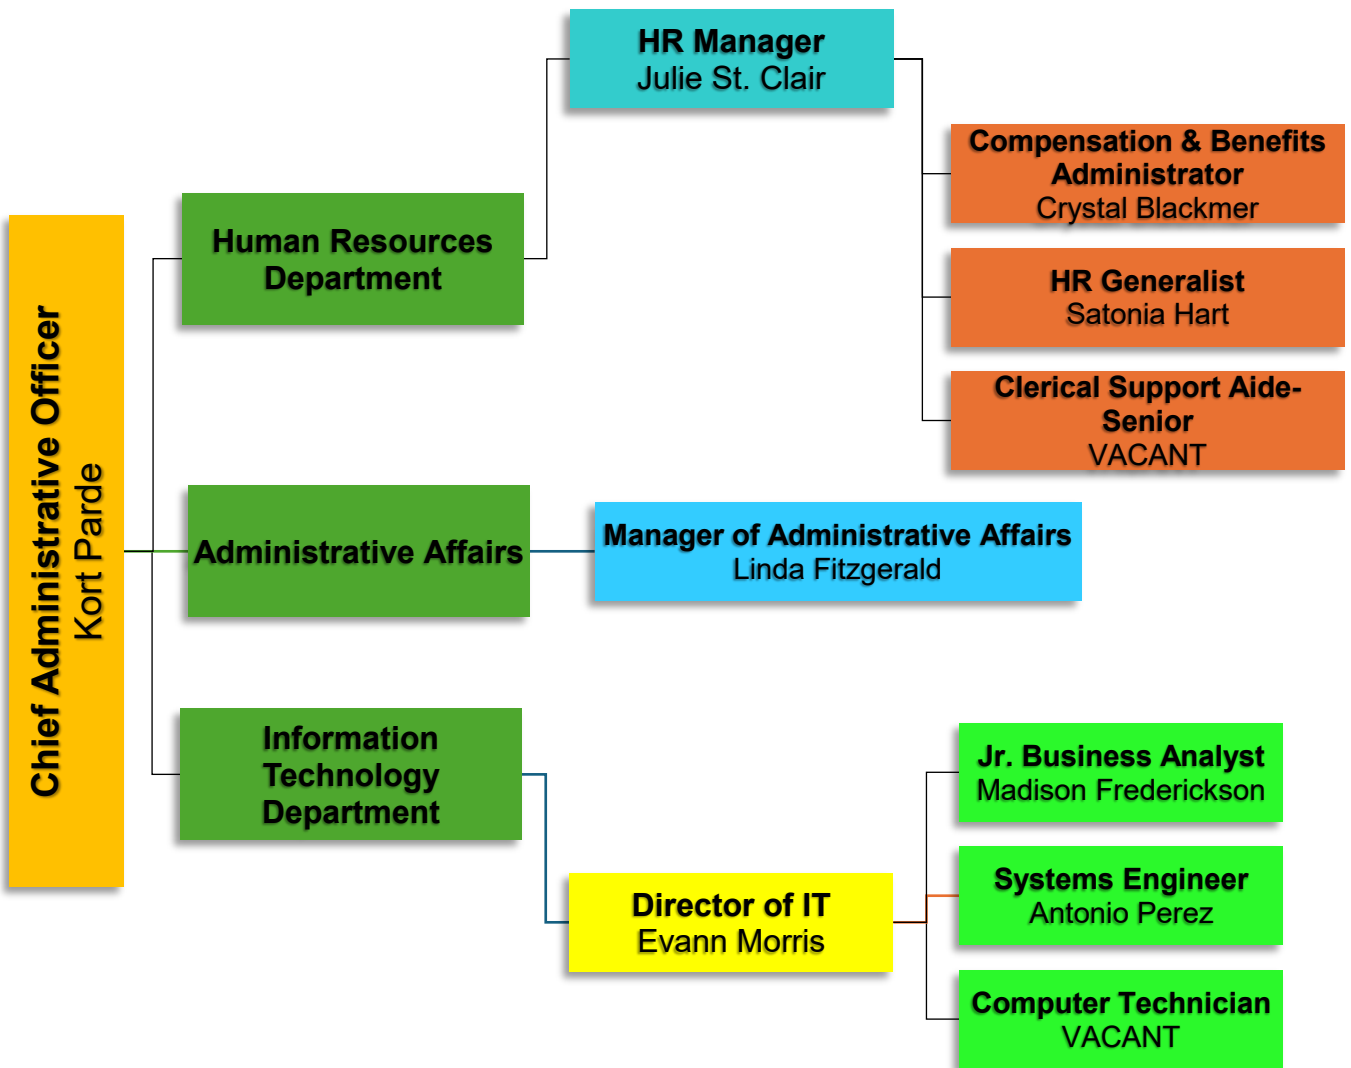 HR Manager
Julie St. Clair
Compensation & Benefits
Administrator
Crystal Blackmer
Human Resources
Department
HR Generalist
Satonia Hart
Clerical Support Aide-
Senior
VACANT
Chief Administrative Officer
Kort Parde
Administrative Affairs
Manager of Administrative Affairs
Linda Fitzgerald
Information
Technology
Department
Jr. Business Analyst
Madison Frederickson
Director of IT
Evann Morris
Systems Engineer
Antonio Perez
Computer Technician
VACANT